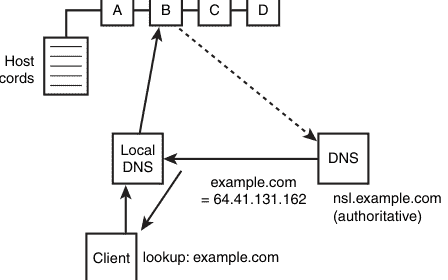 A B C D
Host
cords
Local
DNS
DNS
example.com
= 64.41.131.162
nsl.example.com
(authoritative)
Client
lookup: example.com